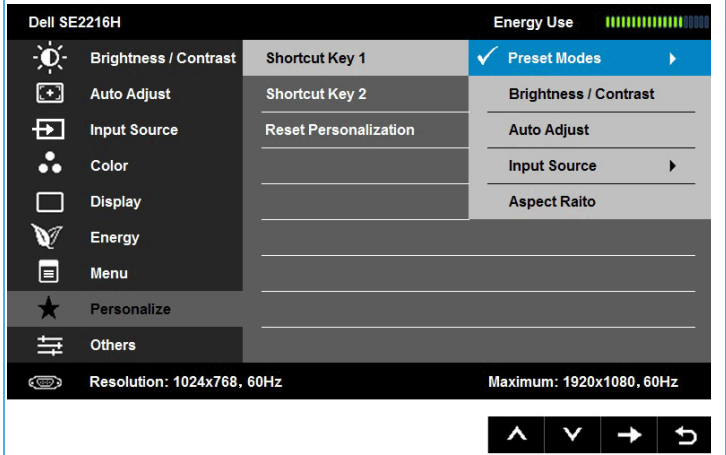 Dell SE2216H Energy Use
Brightness / Contrast Shortcut Key 1 Preset Modes
Auto Adjust Shortcut Key 2 Brightness / Contrast
Input Source Reset Personalization Auto Adjust
Color Input Source
Display Aspect Raito
Energy
Menu
Personalize
Others
Resolution: 1024x768, 60Hz Maximum: 1920x1080, 60Hz